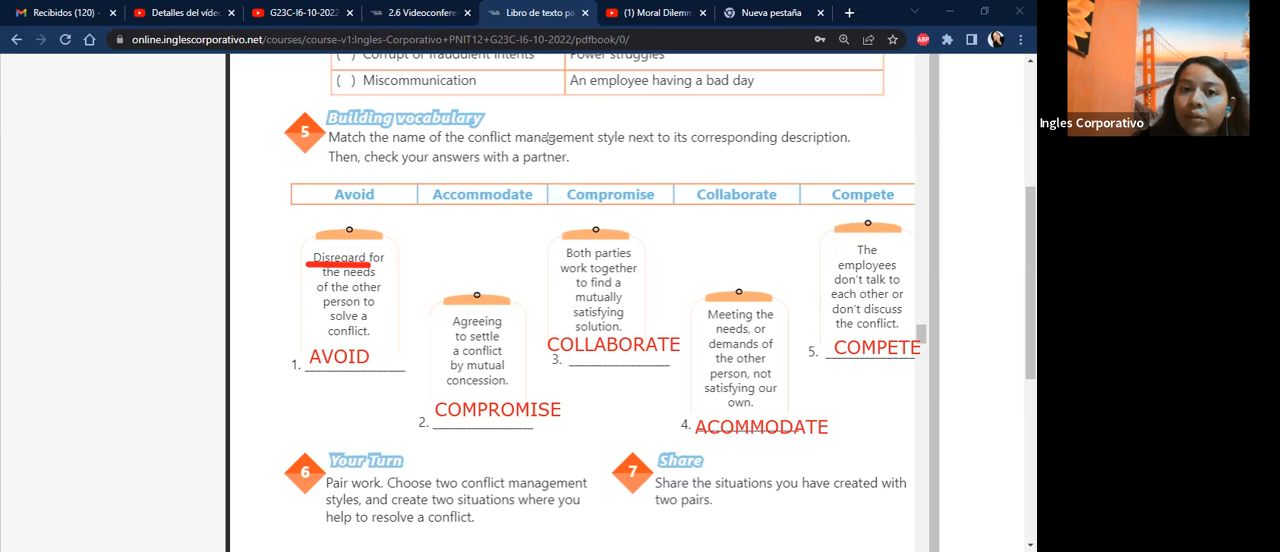 Recibidos (120) -
Detalles del víde
G23C-I6-10-2022
2.6 Videoconfere
Libro de texto pa
(1) Moral Dilemm
Nueva pestaña
online.inglescorporativo.net/courses/course-v1:Ingles-Corporativo+PNIT12+G23C-I6-10-2022/pdfbook/0/
ABP
( ) Corrupt or fraudulent intents
Power struggles
( ) Miscommunication
An employee having a bad day
5 Building vocabulary
Match the name of the conflict management style next to its corresponding description.
Then, check your answers with a partner.
Avoid Accommodate Compromise Collaborate Compete
Disregard for
the needs
of the other
person to
solve a
conflict.
1. AVOID
Agreeing
to settle
a conflict
by mutual
concession.
2. COMPROMISE
Both parties
work together
to find a
mutually
satisfying
solution.
3. COLLABORATE
Meeting the
needs, or
demands of
the other
person, not
satisfying our
own.
4. ACOMMODATE
The
employees
don't talk to
each other or
don't discuss
the conflict.
5. COMPETE
6 Your Turn
Pair work. Choose two conflict management
styles, and create two situations where you
help to resolve a conflict.
7 Share
Share the situations you have created with
two pairs.
Ingles Corporativo